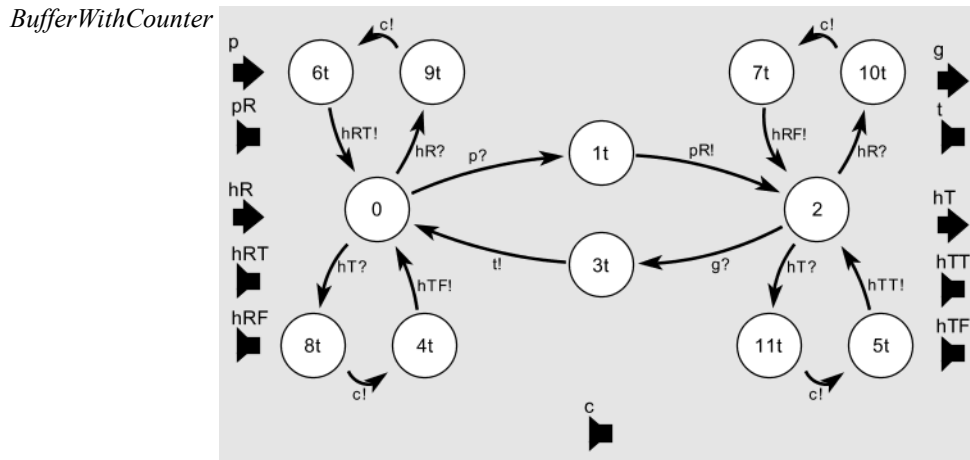 BufferWithCounter
p
pR
hR
hRT
hRF
c!
6t
9t
hRT!
hR?
p?
1t
pR!
0
t!
3t
g?
hT?
hTF!
8t
4t
c!
c!
7t
10t
hRF!
hR?
2
hT?
hTT!
11t
5t
c!
g
t
hT
hTT
hTF
c